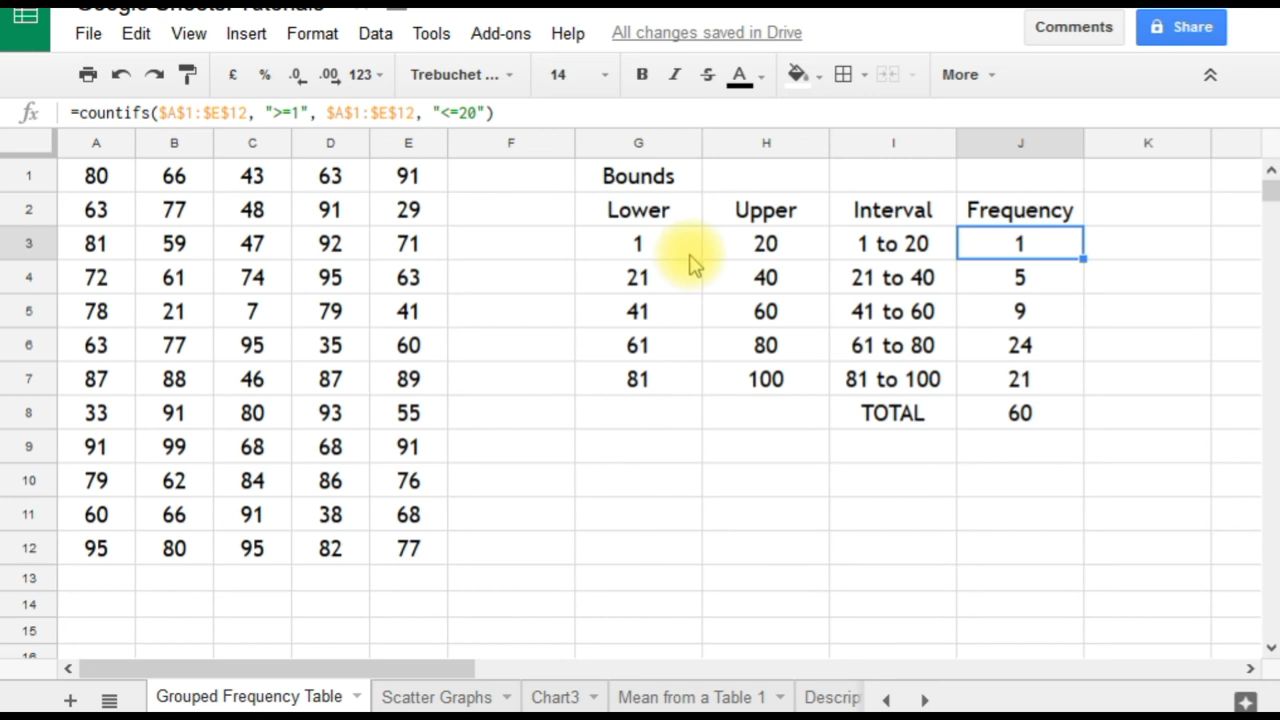 Google Sheets: Tutorials
File Edit View Insert Format Data Tools Add-ons Help All changes saved in Drive Comments Share
£ % .0 .00 123 Trebuchet ... 14 B I S A More
fx =countifs($A$1:$E$12, ">=1", $A$1:$E$12, "<=20")
A B C D E F G H I J K
1 80 66 43 63 91 Bounds
2 63 77 48 91 29 Lower Upper Interval Frequency
3 81 59 47 92 71 1 20 1 to 20 1
4 72 61 74 95 63 21 40 21 to 40 5
5 78 21 7 79 41 41 60 41 to 60 9
6 63 77 95 35 60 61 80 61 to 80 24
7 87 88 46 87 89 81 100 81 to 100 21
8 33 91 80 93 55 TOTAL 60
9 91 99 68 68 91
10 79 62 84 86 76
11 60 66 91 38 68
12 95 80 95 82 77
13
14
15
16
Grouped Frequency Table Scatter Graphs Chart3 Mean from a Table 1 Descrip